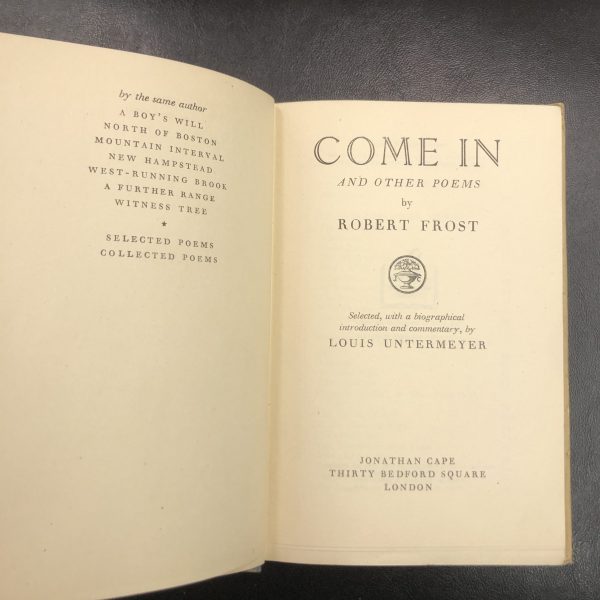 by the same author
A BOY'S WILL
NORTH OF BOSTON
MOUNTAIN INTERVAL
NEW HAMPSTEAD
WEST-RUNNING BROOK
A FURTHER RANGE
WITNESS TREE
*
SELECTED POEMS
COLLECTED POEMS
COME IN
AND OTHER POEMS
by
ROBERT FROST
J C
Selected, with a biographical
introduction and commentary, by
LOUIS UNTERMEYER
JONATHAN CAPE
THIRTY BEDFORD SQUARE
LONDON